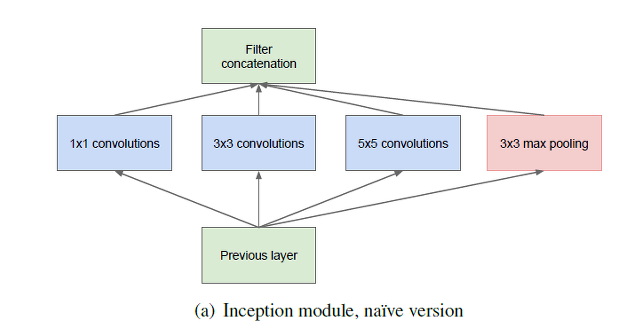 Filter
concatenation
1x1 convolutions
3x3 convolutions
5x5 convolutions
3x3 max pooling
Previous layer
(a) Inception module, naïve version